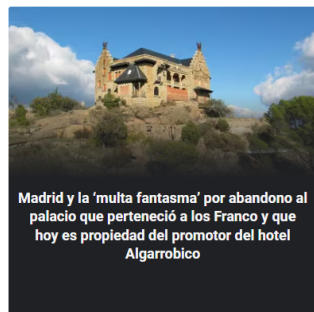 Madrid y la ‘multa fantasma’ por abandono al
palacio que perteneció a los Franco y que
hoy es propiedad del promotor del hotel
Algarrobico